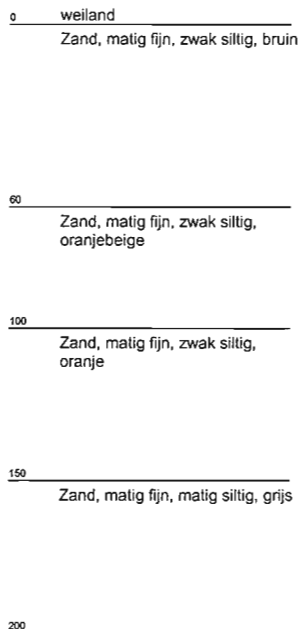 0 weiland
Zand, matig fijn, zwak siltig, bruin
60
Zand, matig fijn, zwak siltig,
oranjebeige
100
Zand, matig fijn, zwak siltig,
oranje
150
Zand, matig fijn, matig siltig, grijs
200